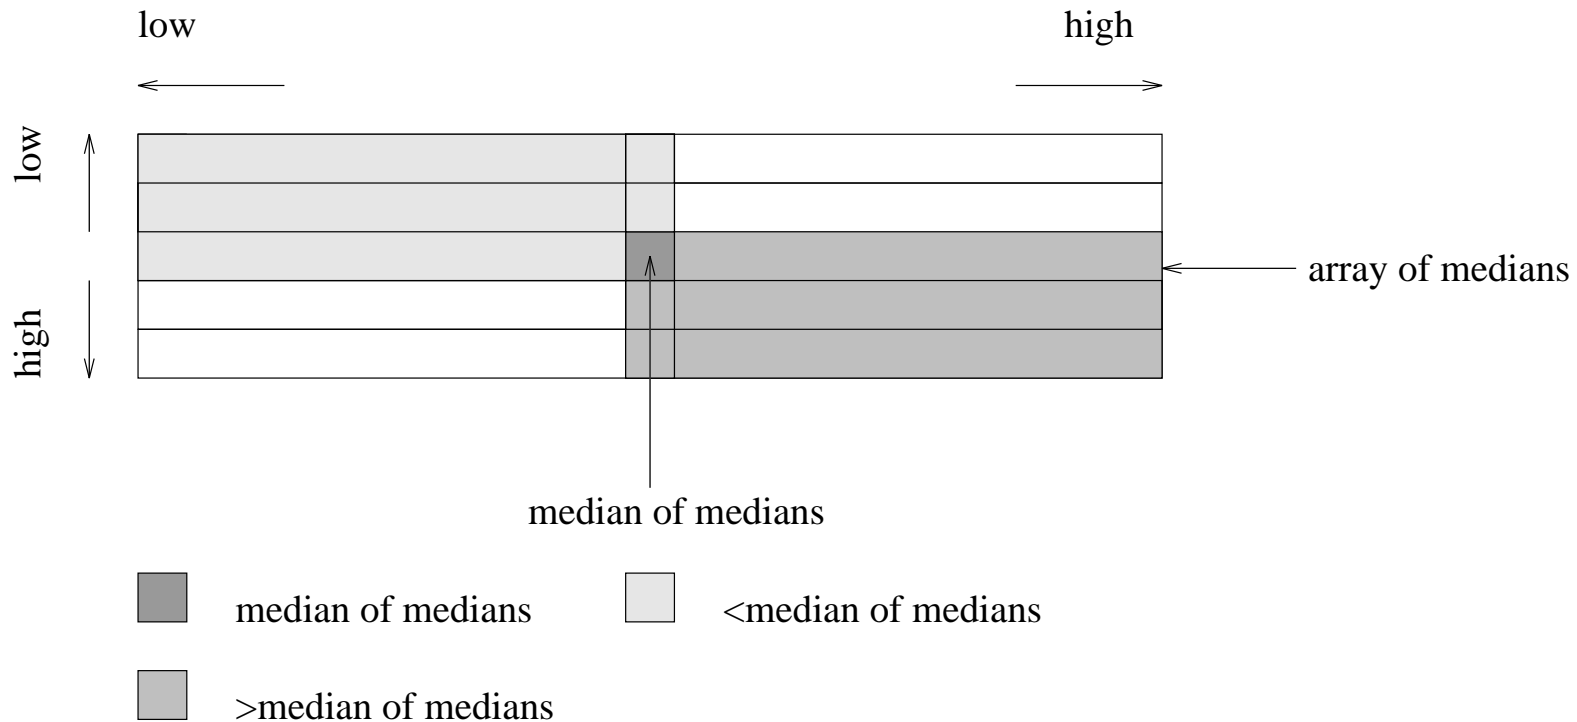 low
high
low
high
array of medians
median of medians
median of medians
<median of medians
>median of medians